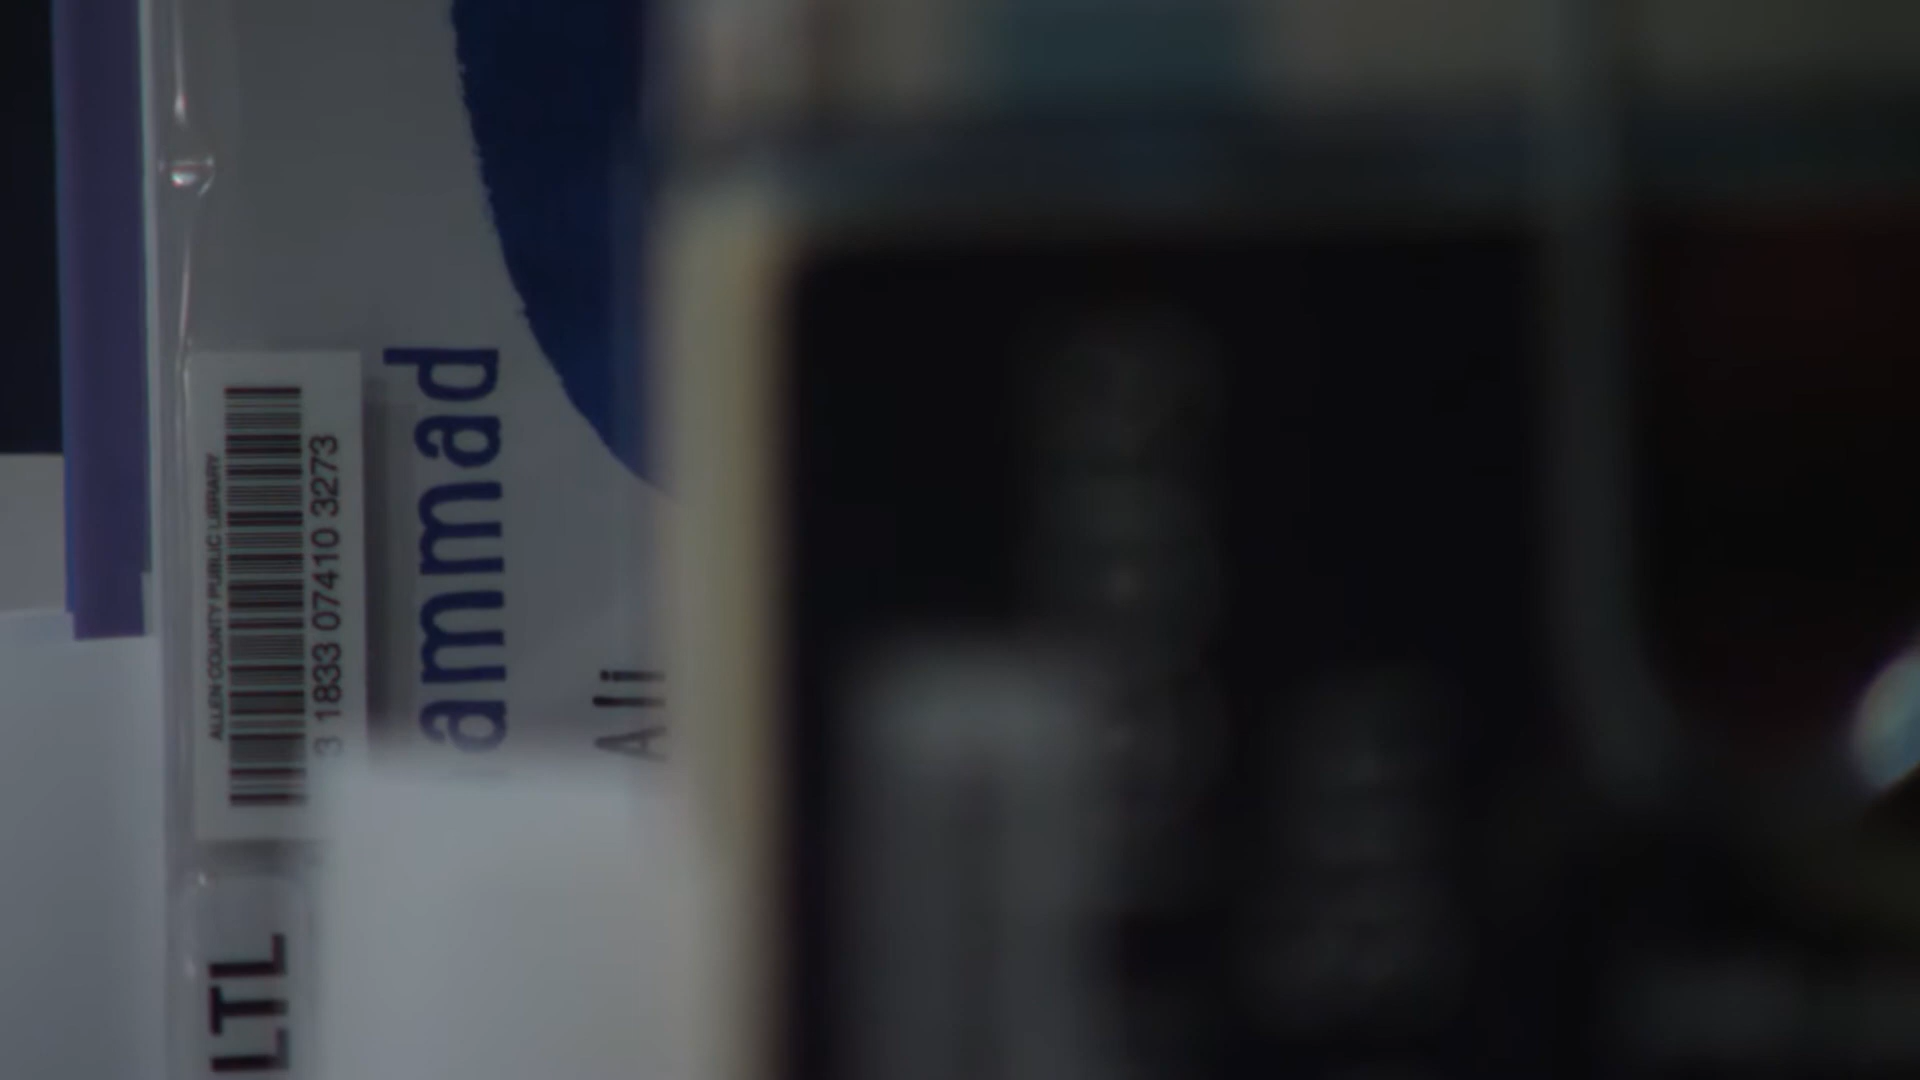 ALLEN COUNTY PUBLIC LIBRARY
3 1833 07410 3273
LTL
ammad
Ali